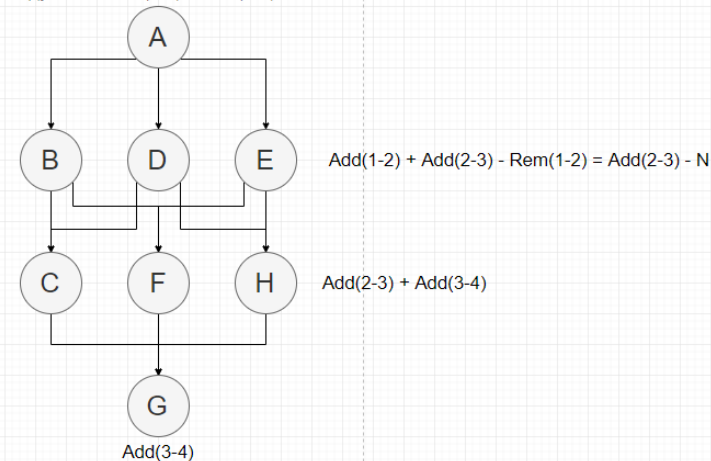 A
B D E Add(1-2) + Add(2-3) - Rem(1-2) = Add(2-3) - N
C F H Add(2-3) + Add(3-4)
G
Add(3-4)